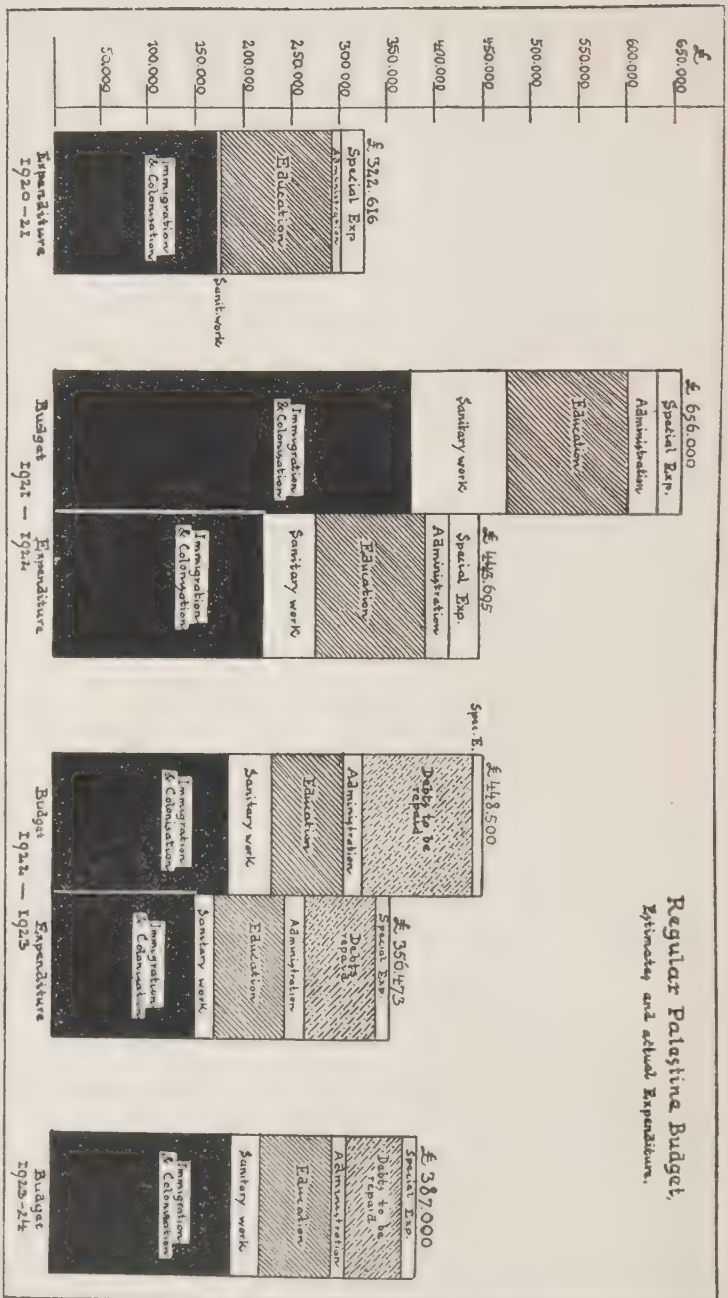 Regular Palestine Budget,
Estimates and actual Expenditure.
£
650.000
600.000
550.000
500.000
450.000
400.000
350.000
300.000
250.000
200.000
150.000
100.000
50.000
£ 322.616
Special Exp
Administration
Education
Sanit.work
Immigration
& Colonisation
Expenditure
1920-21
£ 656.000
Special Exp.
Administration
Education
Sanitary work
Immigration
& Colonisation
£ 443.695
Special Exp.
Administration
Education
Sanitary work
Immigration
& Colonisation
Budget Expenditure
1921 — 1922
£ 448.500
Spec.E.
Debts to be
repaid
Administration
Education
Sanitary work
Immigration
& Colonisation
£ 356.473
Special Exp.
Debts
repaid
Administration
Education
Sanitary work
Immigration
& Colonisation
Budget Expenditure
1922 — 1923
£ 387.000
Special Exp.
Debts to be
repaid
Administration
Education
Sanitary work
Immigration
& Colonisation
Budget
1923-24